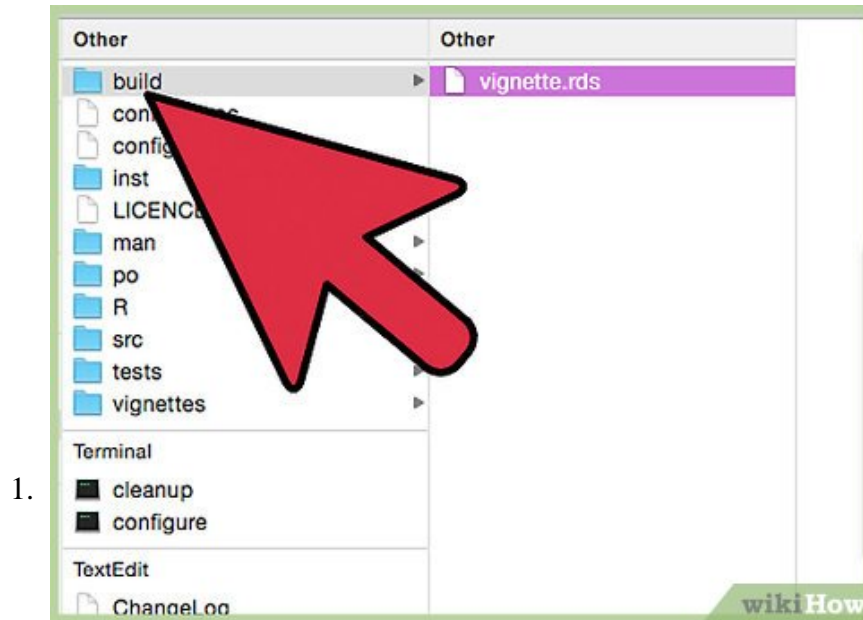 Other
build
inst
man
po
R
src
tests
vignettes
Terminal
cleanup
configure
TextEdit
ChangeLog
Other
vignette.rds
1.
wikiHow